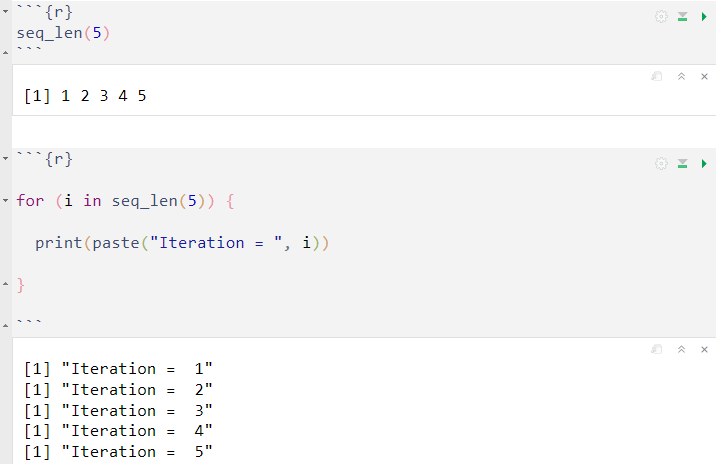 ```{r}
seq_len(5)
```
[1] 1 2 3 4 5
```{r}
for (i in seq_len(5)) {
  print(paste("Iteration = ", i))
}
```
[1] "Iteration =  1"
[1] "Iteration =  2"
[1] "Iteration =  3"
[1] "Iteration =  4"
[1] "Iteration =  5"